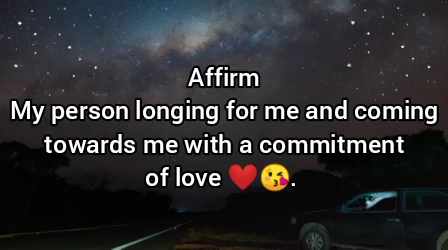 Affirm
My person longing for me and coming
towards me with a commitment
of love ❤️😘.